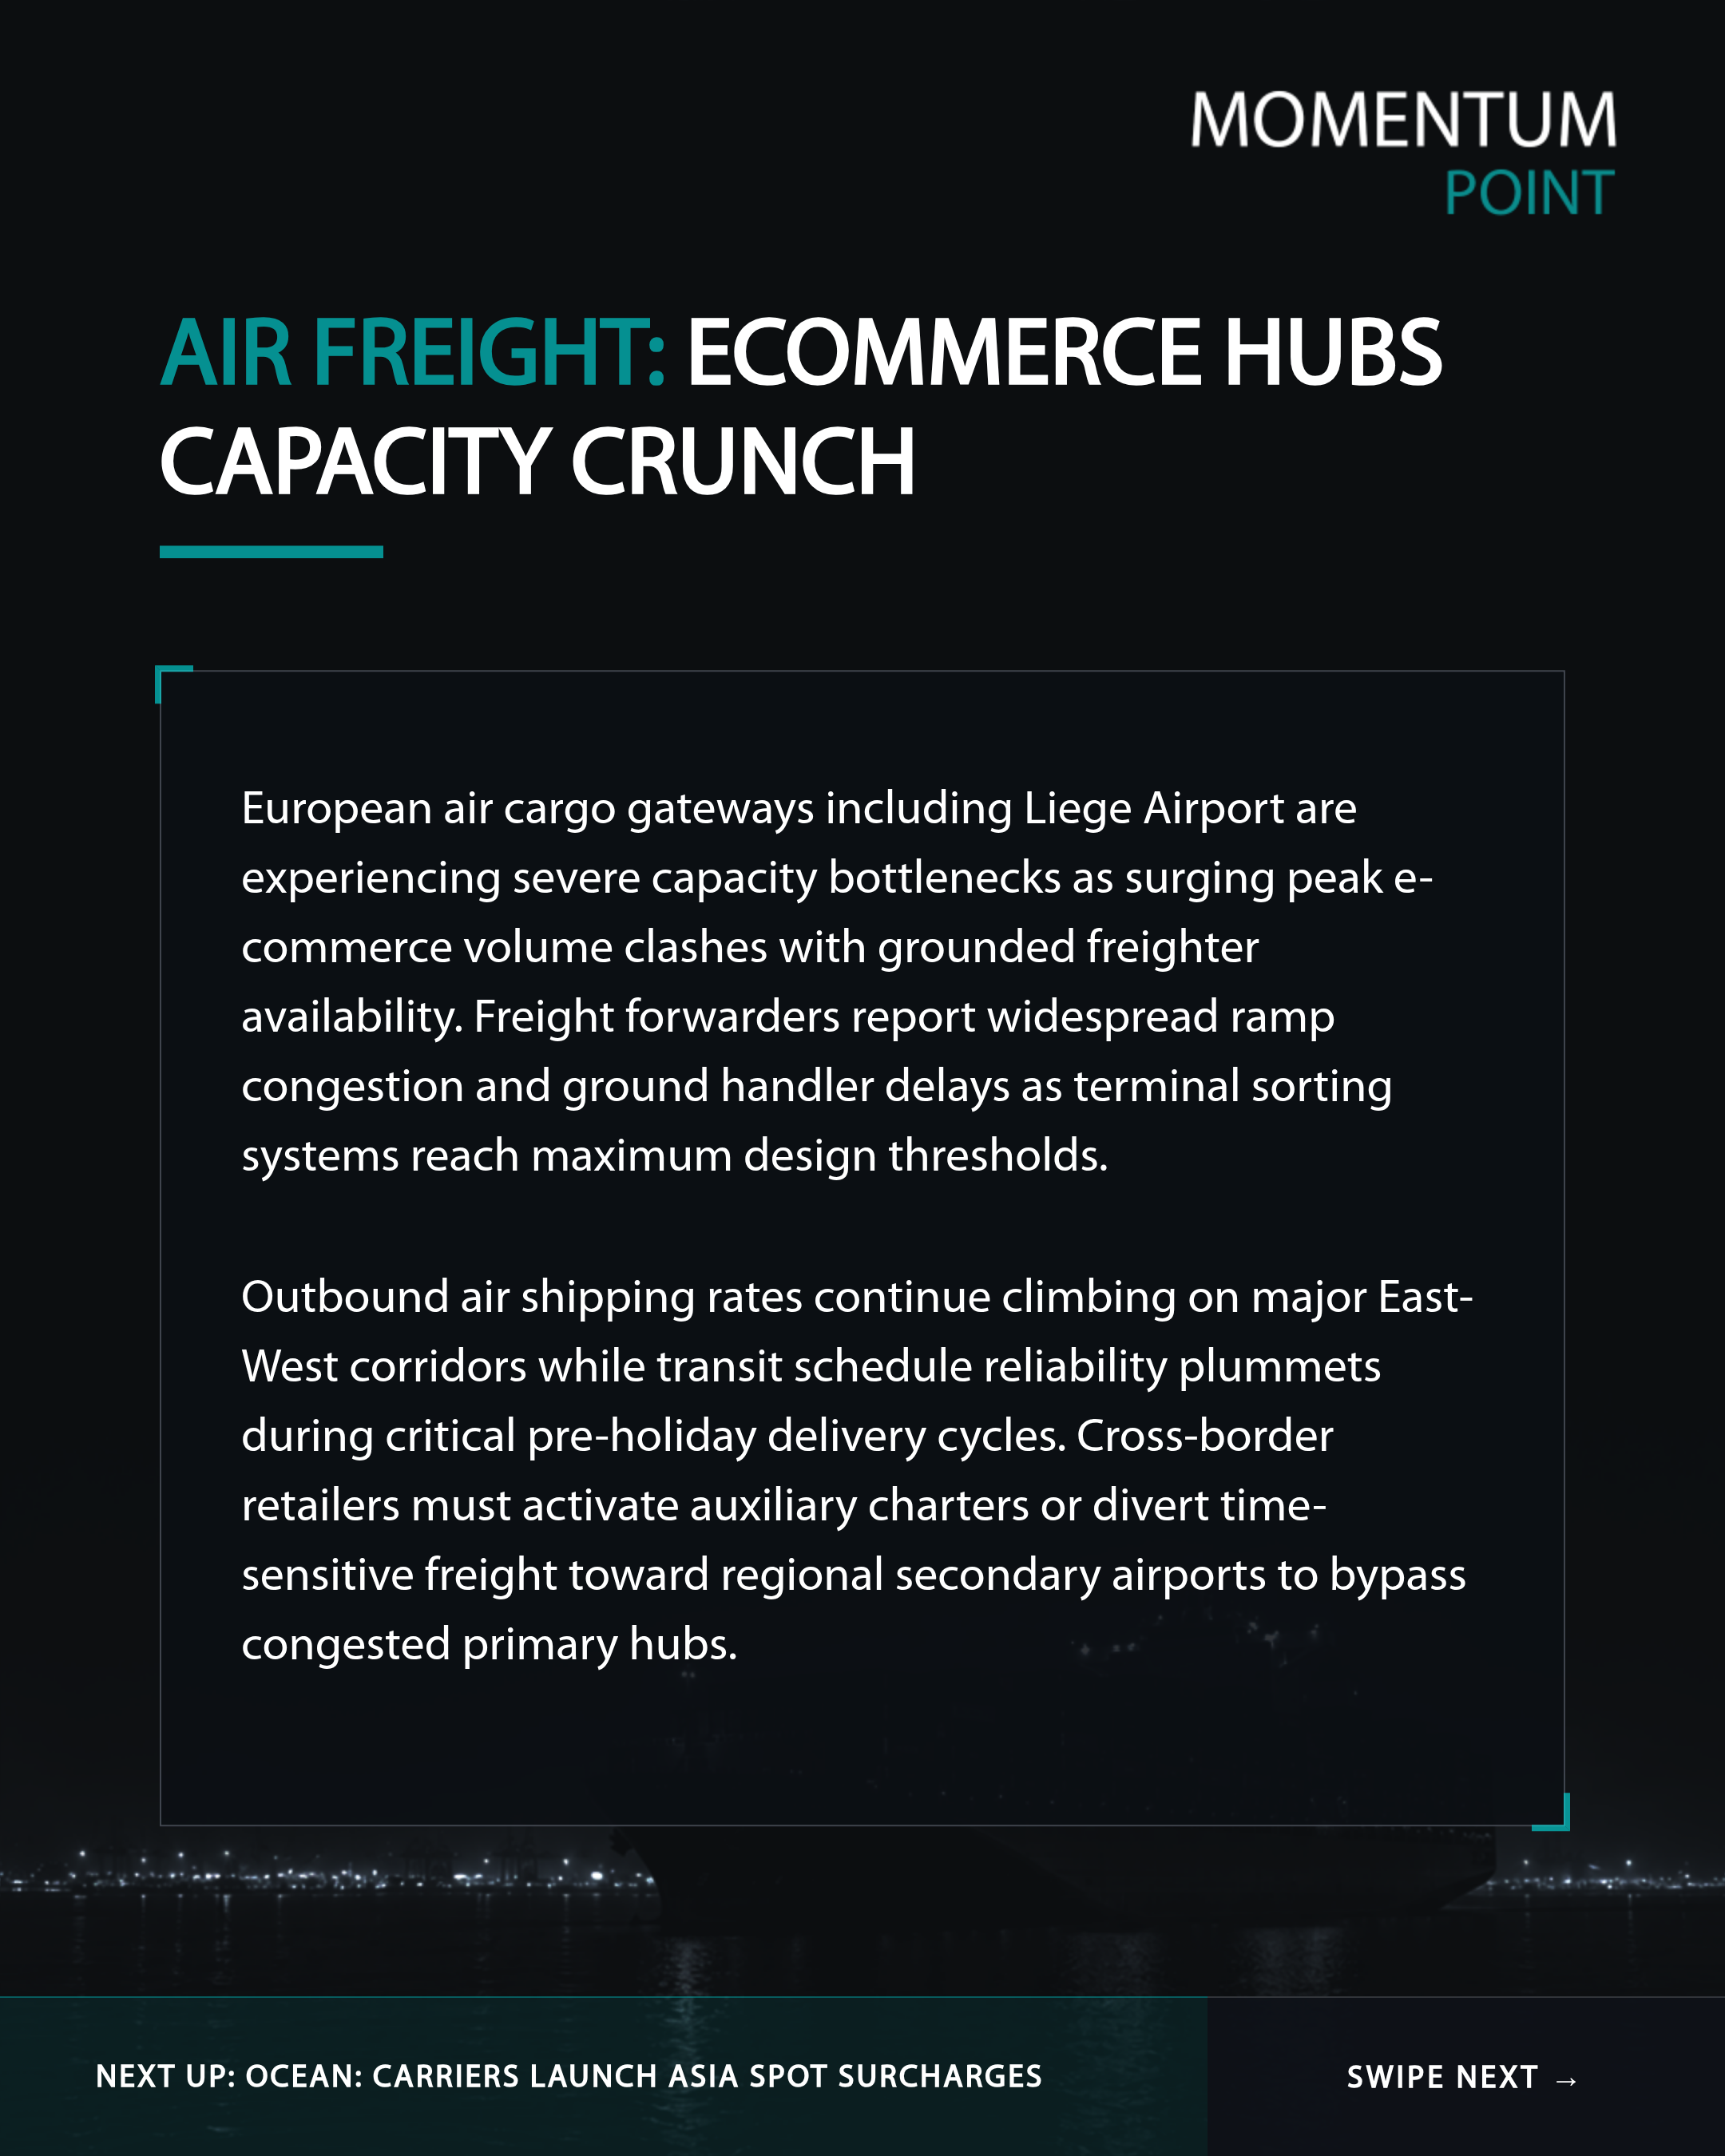 MOMENTUM
POINT
AIR FREIGHT: ECOMMERCE HUBS
CAPACITY CRUNCH
European air cargo gateways including Liege Airport are
experiencing severe capacity bottlenecks as surging peak e-
commerce volume clashes with grounded freighter
availability. Freight forwarders report widespread ramp
congestion and ground handler delays as terminal sorting
systems reach maximum design thresholds.
Outbound air shipping rates continue climbing on major East-
West corridors while transit schedule reliability plummets
during critical pre-holiday delivery cycles. Cross-border
retailers must activate auxiliary charters or divert time-
sensitive freight toward regional secondary airports to bypass
congested primary hubs.
NEXT UP: OCEAN: CARRIERS LAUNCH ASIA SPOT SURCHARGES
SWIPE NEXT →